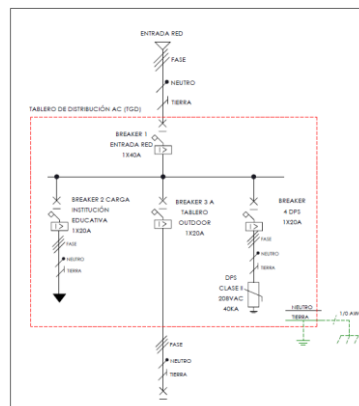 ENTRADA RED
FASE
NEUTRO
TIERRA
TABLERO DE DISTRIBUCIÓN AC (TGD)
BREAKER 1
ENTRADA RED
1X40A
BREAKER 2 CARGA
INSTITUCIÓN
EDUCATIVA
1X20A
FASE
NEUTRO
TIERRA
BREAKER 3 A
TABLERO
OUTDOOR
1X20A
BREAKER
4 DPS
1X20A
FASE
NEUTRO
TIERRA
DPS
CLASE II
208VAC
40KA
NEUTRO
TIERRA
1/0 AW
FASE
NEUTRO
TIERRA